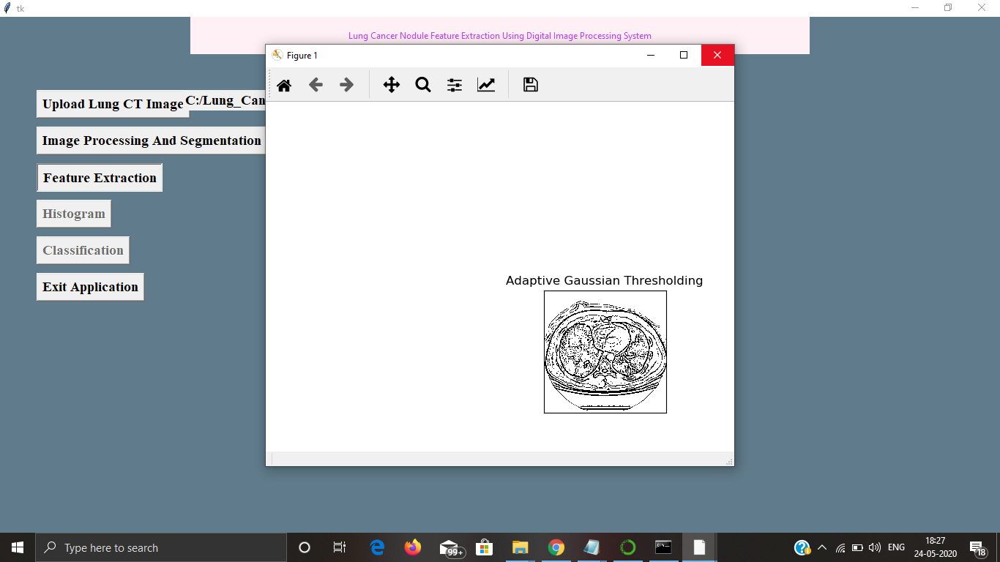 tk
Lung Cancer Nodule Feature Extraction Using Digital Image Processing System
Figure 1
Upload Lung CT Image
C:/Lung_Can
Image Processing And Segmentation
Feature Extraction
Histogram
Classification
Exit Application
Adaptive Gaussian Thresholding
Type here to search
99+
ENG
18:27
24-05-2020
18